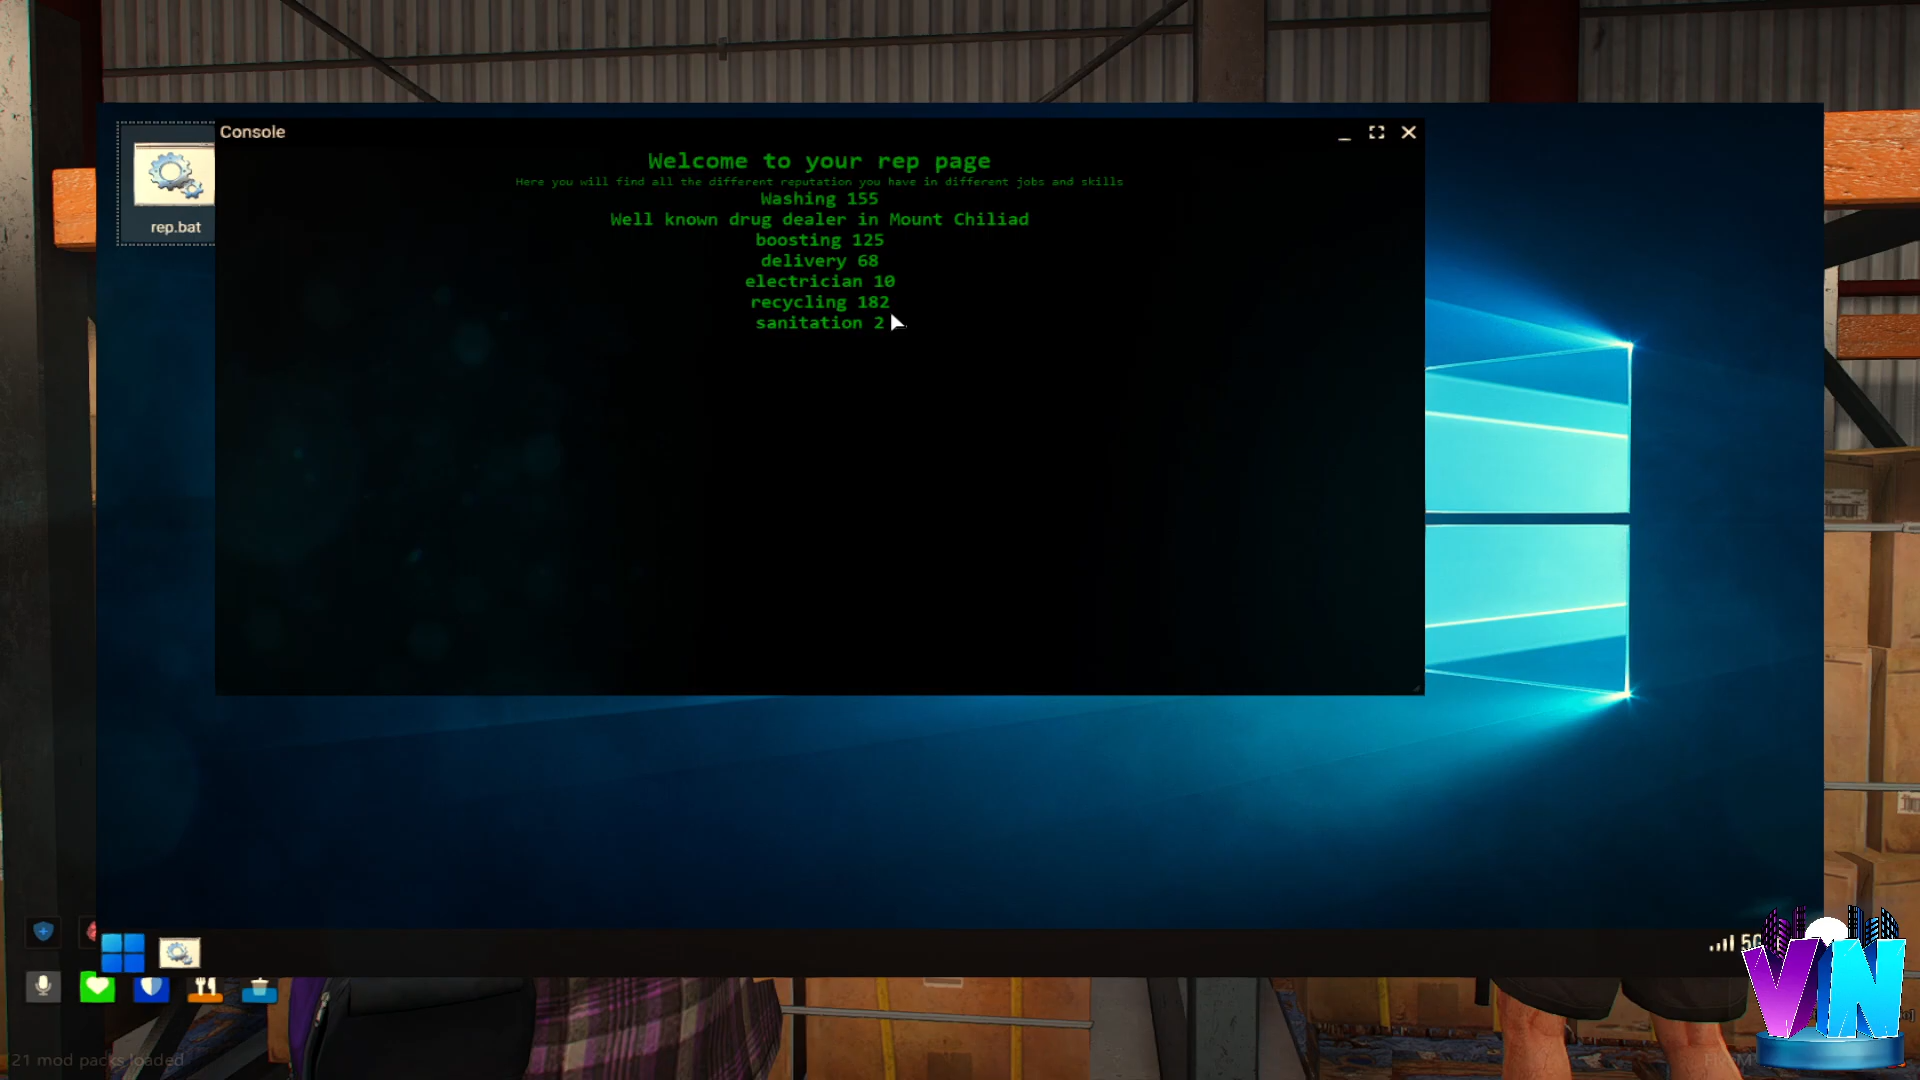 Console
Welcome to your rep page
Here you will find all the different reputation you have in different jobs and skills
Washing 155
Well known drug dealer in Mount Chiliad
boosting 125
delivery 68
electrician 10
recycling 182
sanitation 2
rep.bat
5G
VN
21 mod packs loaded